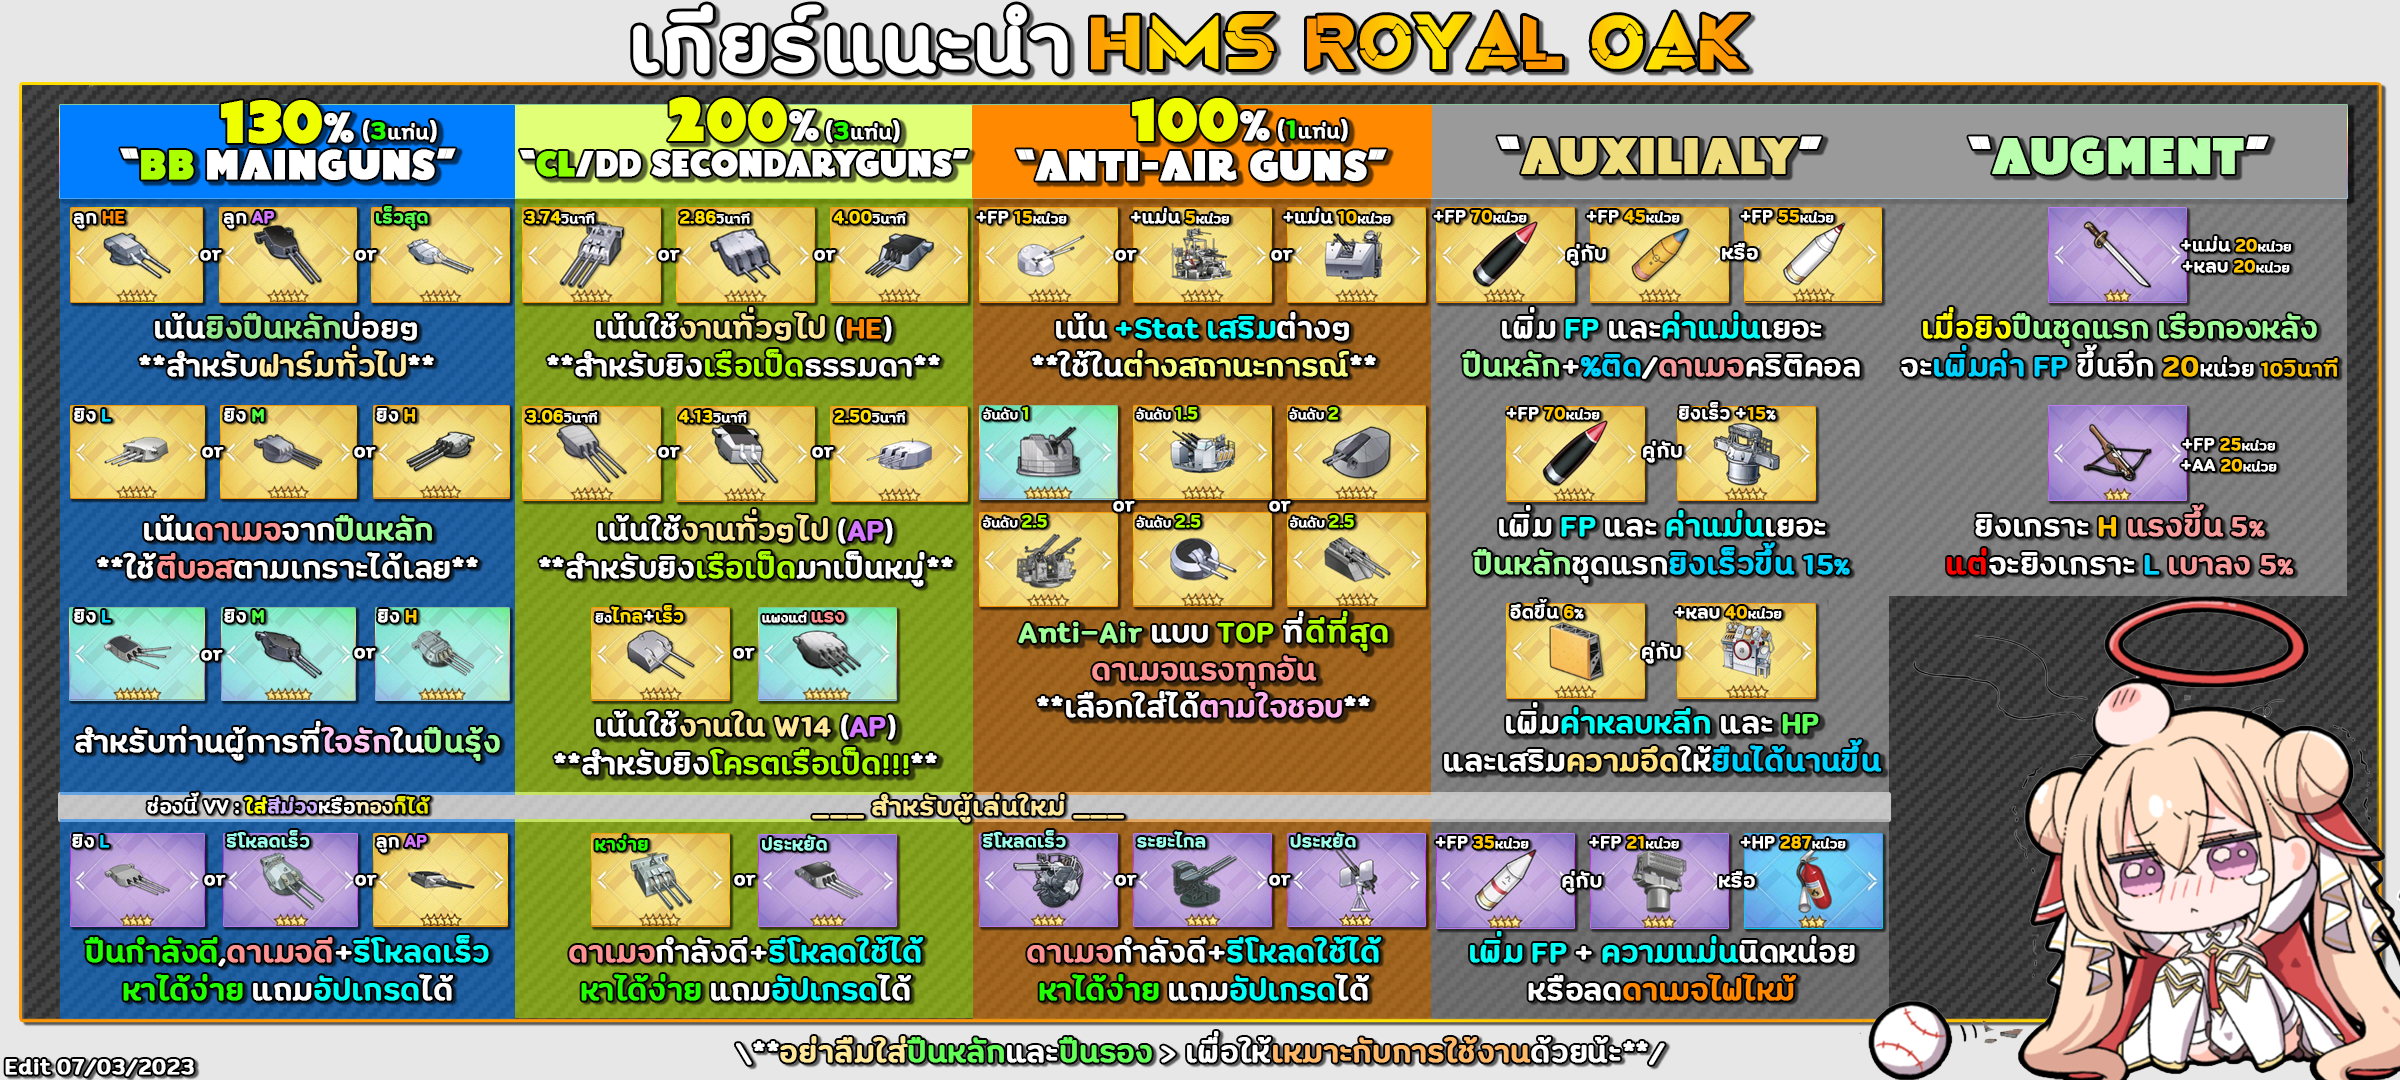 เกียร์แนะนำ HMS ROYAL OAK
130% (3แท่น)
"BB MAINGUNS"
200% (3แท่น)
"CL/DD SECONDARYGUNS"
100% (1แท่น)
"ANTI-AIR GUNS"
"AUXILIALY"
"AUGMENT"
ลูก HE
or
ลูก AP
or
เร็วสุด
เน้นยิงปืนหลักบ่อยๆ
**สำหรับฟาร์มทั่วไป**
ยิง L
or
ยิง M
or
ยิง H
เน้นดาเมจจากปืนหลัก
**ใช้ตีบอสตามเกราะได้เลย**
ยิง L
or
ยิง M
or
ยิง H
สำหรับท่านผู้การที่ใจรักในปืนรุ้ง
3.74วินาที
or
2.86วินาที
or
4.00วินาที
เน้นใช้งานทั่วๆไป (HE)
**สำหรับยิงเรือเป็ดธรรมดา**
3.06วินาที
or
4.13วินาที
or
2.50วินาที
เน้นใช้งานทั่วๆไป (AP)
**สำหรับยิงเรือเป็ดมาเป็นหมู่**
ยิงไกล+เร็ว
or
แพงแต่ แรง
เน้นใช้งานใน W14 (AP)
**สำหรับยิงโครตเรือเป็ด!!!**
+FP 15หน่วย
or
+แม่น 5หน่วย
or
+แม่น 10หน่วย
เน้น +Stat เสริมต่างๆ
**ใช้ในต่างสถานะการณ์**
อันดับ 1
อันดับ 1.5
อันดับ 2
or
or
อันดับ 2.5
อันดับ 2.5
อันดับ 2.5
Anti-Air แบบ TOP ที่ดีที่สุด
ดาเมจแรงทุกอัน
**เลือกใส่ได้ตามใจชอบ**
+FP 70หน่วย
คู่กับ
+FP 45หน่วย
หรือ
+FP 55หน่วย
เพิ่ม FP และค่าแม่นเยอะ
ปืนหลัก+%ติด/ดาเมจคริติคอล
+FP 70หน่วย
คู่กับ
ยิงเร็ว +15%
เพิ่ม FP และ ค่าแม่นเยอะ
ปืนหลักชุดแรกยิงเร็วขึ้น 15%
อึดขึ้น 6%
คู่กับ
+หลบ 40หน่วย
เพิ่มค่าหลบหลีก และ HP
และเสริมความอึดให้ยืนได้นานขึ้น
+แม่น 20หน่วย
+หลบ 20หน่วย
เมื่อยิงปืนชุดแรก เรือกองหลัง
จะเพิ่มค่า FP ขึ้นอีก 20หน่วย 10วินาที
+FP 25หน่วย
+AA 20หน่วย
ยิงเกราะ H แรงขึ้น 5%
แต่จะยิงเกราะ L เบาลง 5%
ช่องนี้ VV : ใส่สีม่วงหรือทองก็ได้
___ สำหรับผู้เล่นใหม่ ___
ยิง L
or
รีโหลดเร็ว
or
ลูก AP
ปืนกำลังดี,ดาเมจดี+รีโหลดเร็ว
หาได้ง่าย แถมอัปเกรดได้
หาง่าย
or
ประหยัด
ดาเมจกำลังดี+รีโหลดใช้ได้
หาได้ง่าย แถมอัปเกรดได้
รีโหลดเร็ว
or
ระยะไกล
or
ประหยัด
ดาเมจกำลังดี+รีโหลดใช้ได้
หาได้ง่าย แถมอัปเกรดได้
+FP 35หน่วย
คู่กับ
+FP 21หน่วย
หรือ
+HP 287หน่วย
เพิ่ม FP + ความแม่นนิดหน่อย
หรือลดดาเมจไฟไหม้
\**อย่าลืมใส่ปืนหลักและปืนรอง > เพื่อให้เหมาะกับการใช้งานด้วยน้ะ**/
Edit 07/03/2023